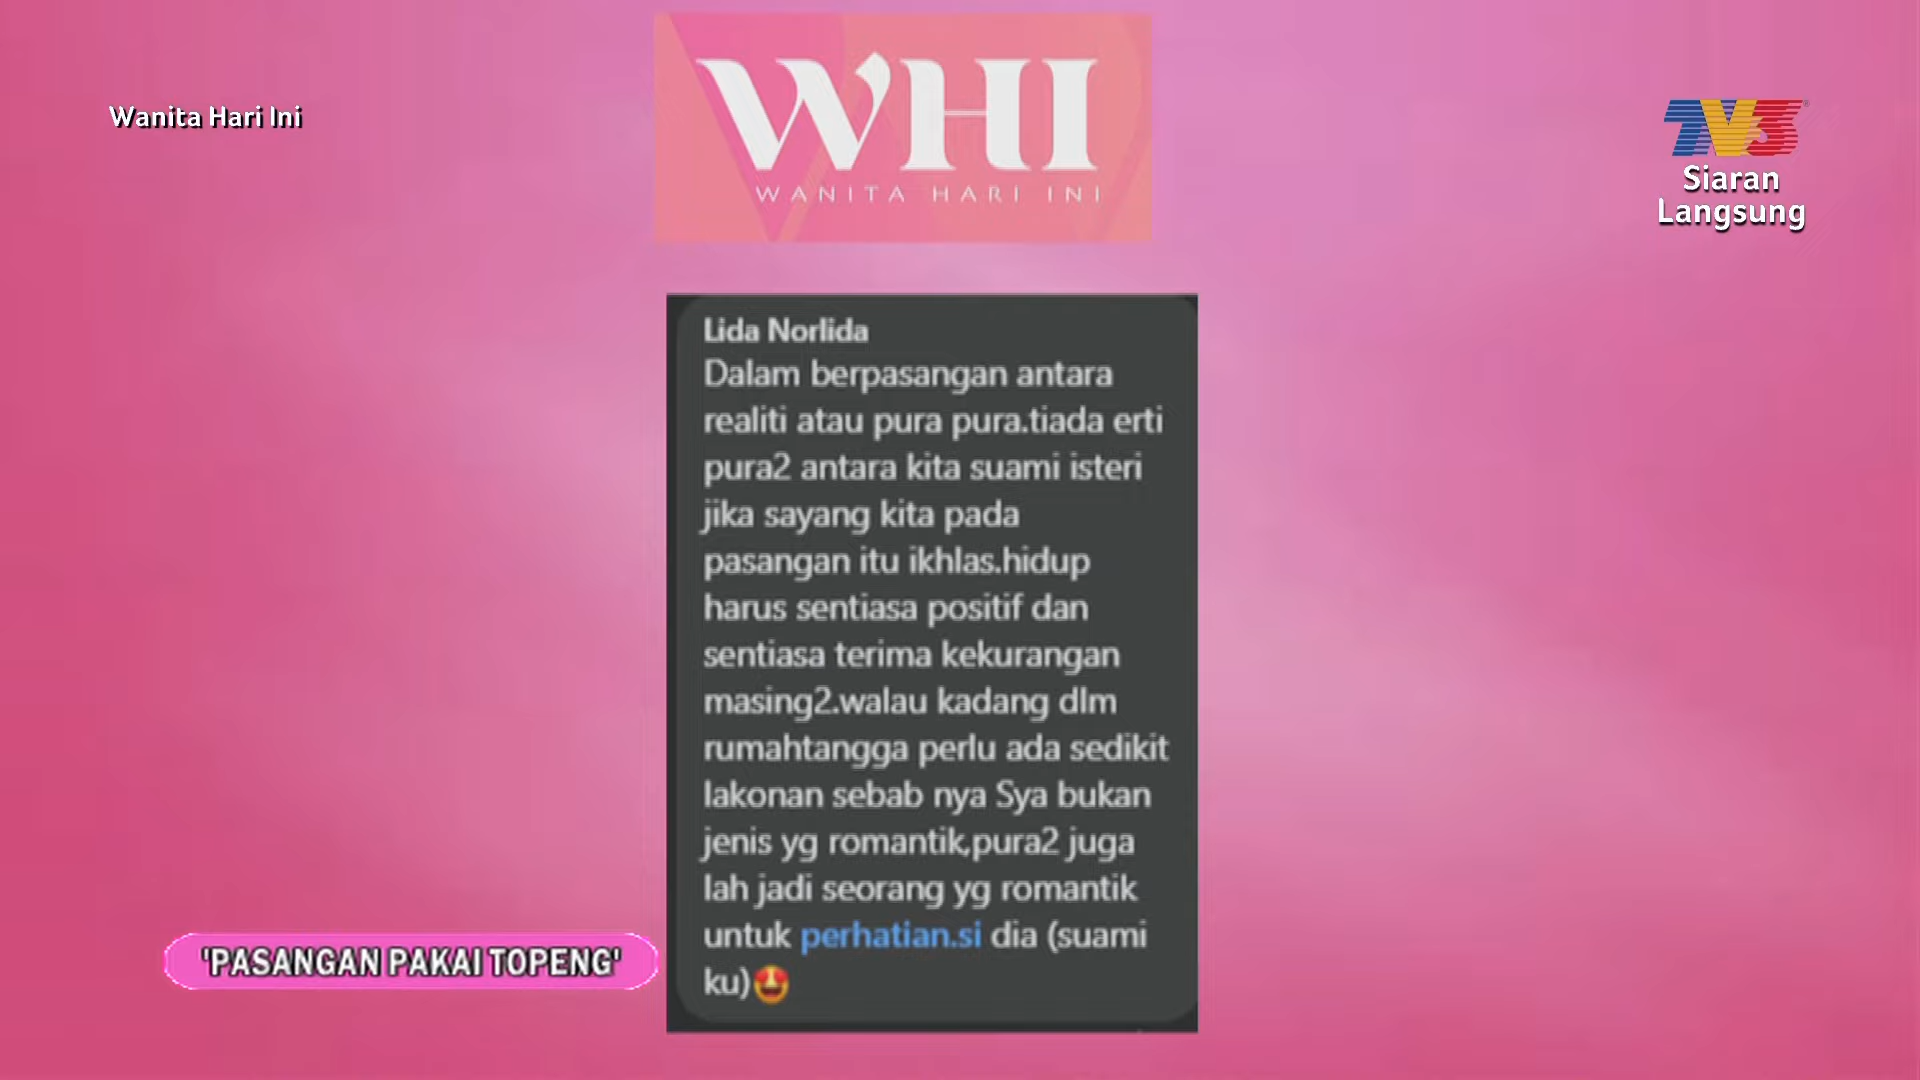 WHI
WANITA HARI INI
Wanita Hari Ini
TV3
Siaran
Langsung
Lida Norlida
Dalam berpasangan antara
realiti atau pura pura.tiada erti
pura2 antara kita suami isteri
jika sayang kita pada
pasangan itu ikhlas.hidup
harus sentiasa positif dan
sentiasa terima kekurangan
masing2.walau kadang dlm
rumahtangga perlu ada sedikit
lakonan sebab nya Sya bukan
jenis yg romantik,pura2 juga
lah jadi seorang yg romantik
untuk perhatian.si dia (suami
ku)🤩
'PASANGAN PAKAI TOPENG'